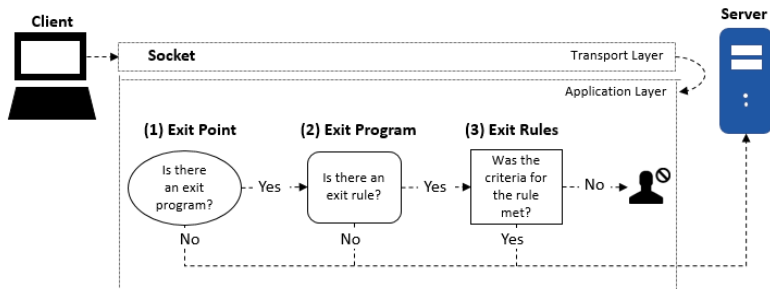 Client
Server
Socket
Transport Layer
Application Layer
(1) Exit Point
(2) Exit Program
(3) Exit Rules
Is there
an exit
program?
Yes
Is there an
exit rule?
Yes
Was the
criteria for
the rule
met?
No
No
No
Yes